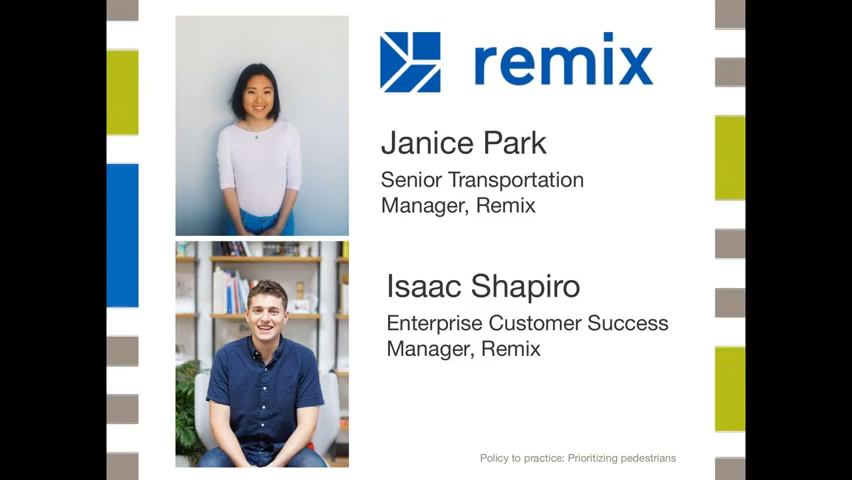 remix
Janice Park
Senior Transportation
Manager, Remix
Isaac Shapiro
Enterprise Customer Success
Manager, Remix
Policy to practice: Prioritizing pedestrians